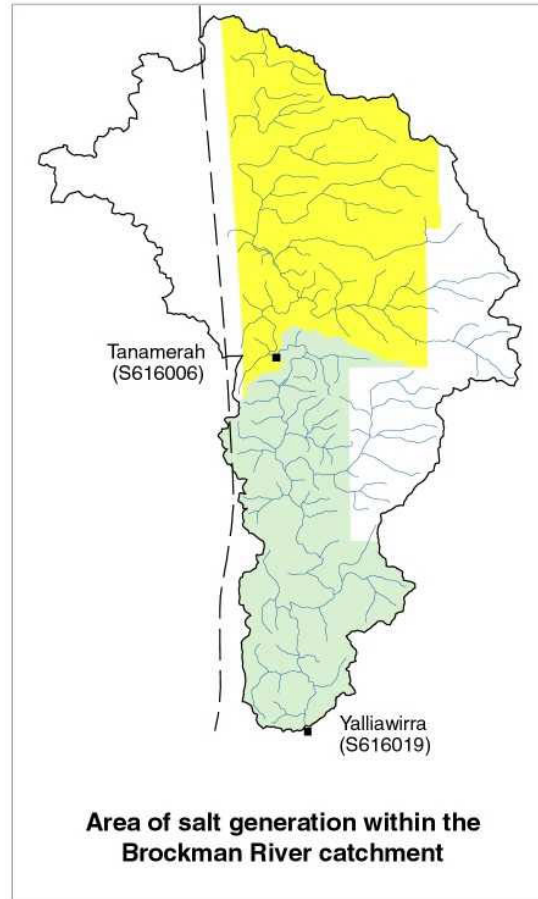 Tanamerah
(S616006)
Yalliawirra
(S616019)
Area of salt generation within the
Brockman River catchment